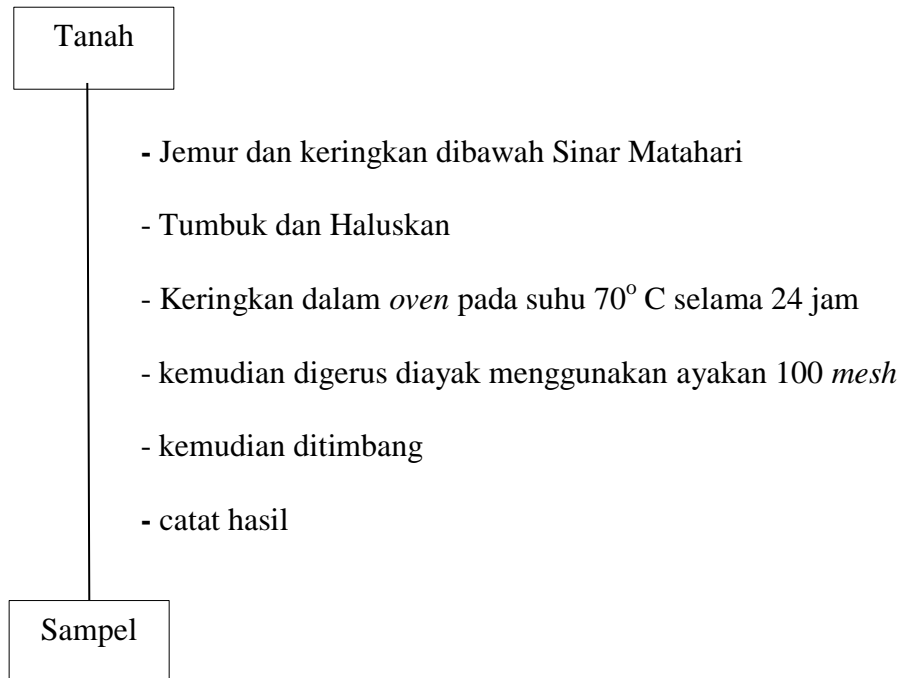 Tanah
- Jemur dan keringkan dibawah Sinar Matahari
- Tumbuk dan Haluskan
- Keringkan dalam oven pada suhu 70° C selama 24 jam
- kemudian digerus diayak menggunakan ayakan 100 mesh
- kemudian ditimbang
- catat hasil
Sampel